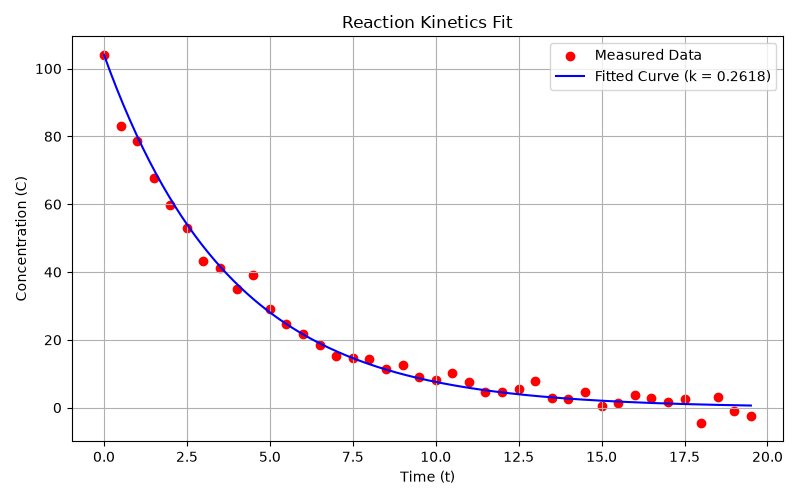 Reaction Kinetics Fit
Measured Data
Fitted Curve (k = 0.2618)
Concentration (C)
100
80
60
40
20
0
0.0 2.5 5.0 7.5 10.0 12.5 15.0 17.5 20.0
Time (t)